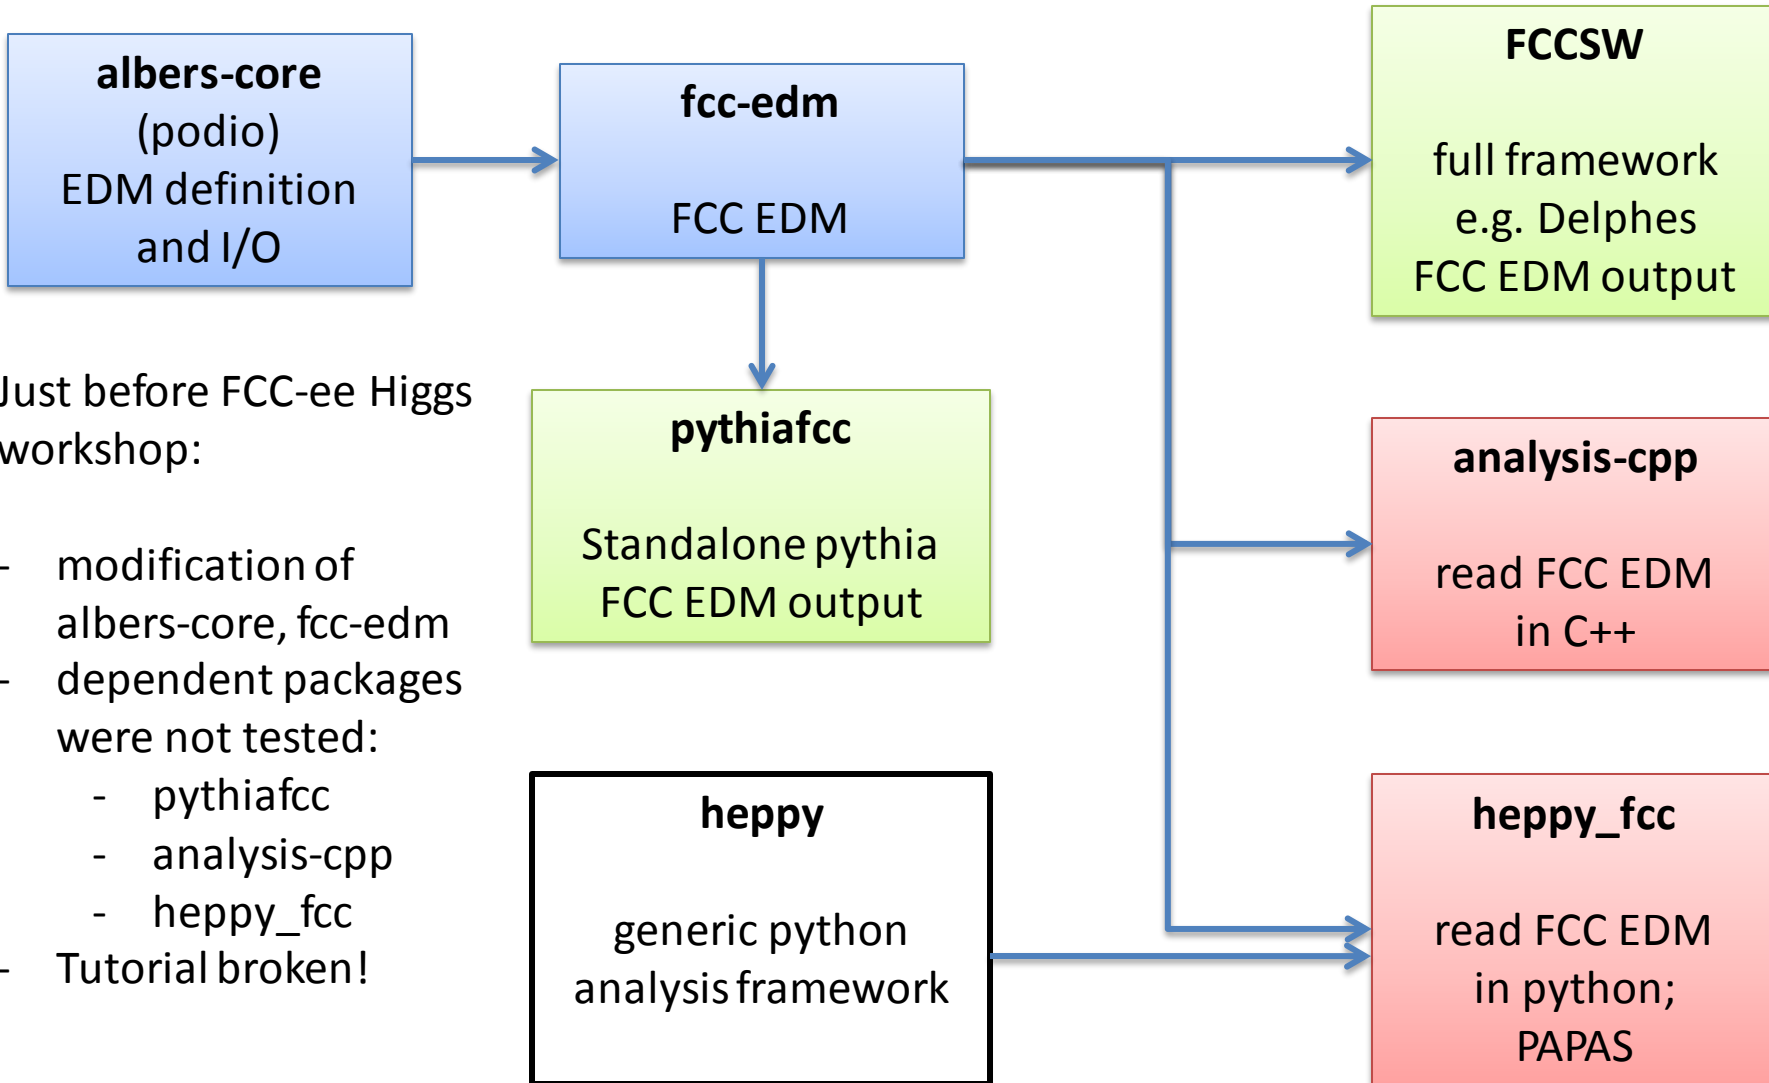 albers-core
(podio)
EDM definition
and I/O
fcc-edm
FCC EDM
FCCSW
full framework
e.g. Delphes
FCC EDM output
Just before FCC-ee Higgs
workshop:
- modification of
albers-core, fcc-edm
- dependent packages
were not tested:
- pythiafcc
- analysis-cpp
- heppy_fcc
- Tutorial broken!
pythiafcc
Standalone pythia
FCC EDM output
analysis-cpp
read FCC EDM
in C++
heppy
generic python
analysis framework
heppy_fcc
read FCC EDM
in python;
PAPAS